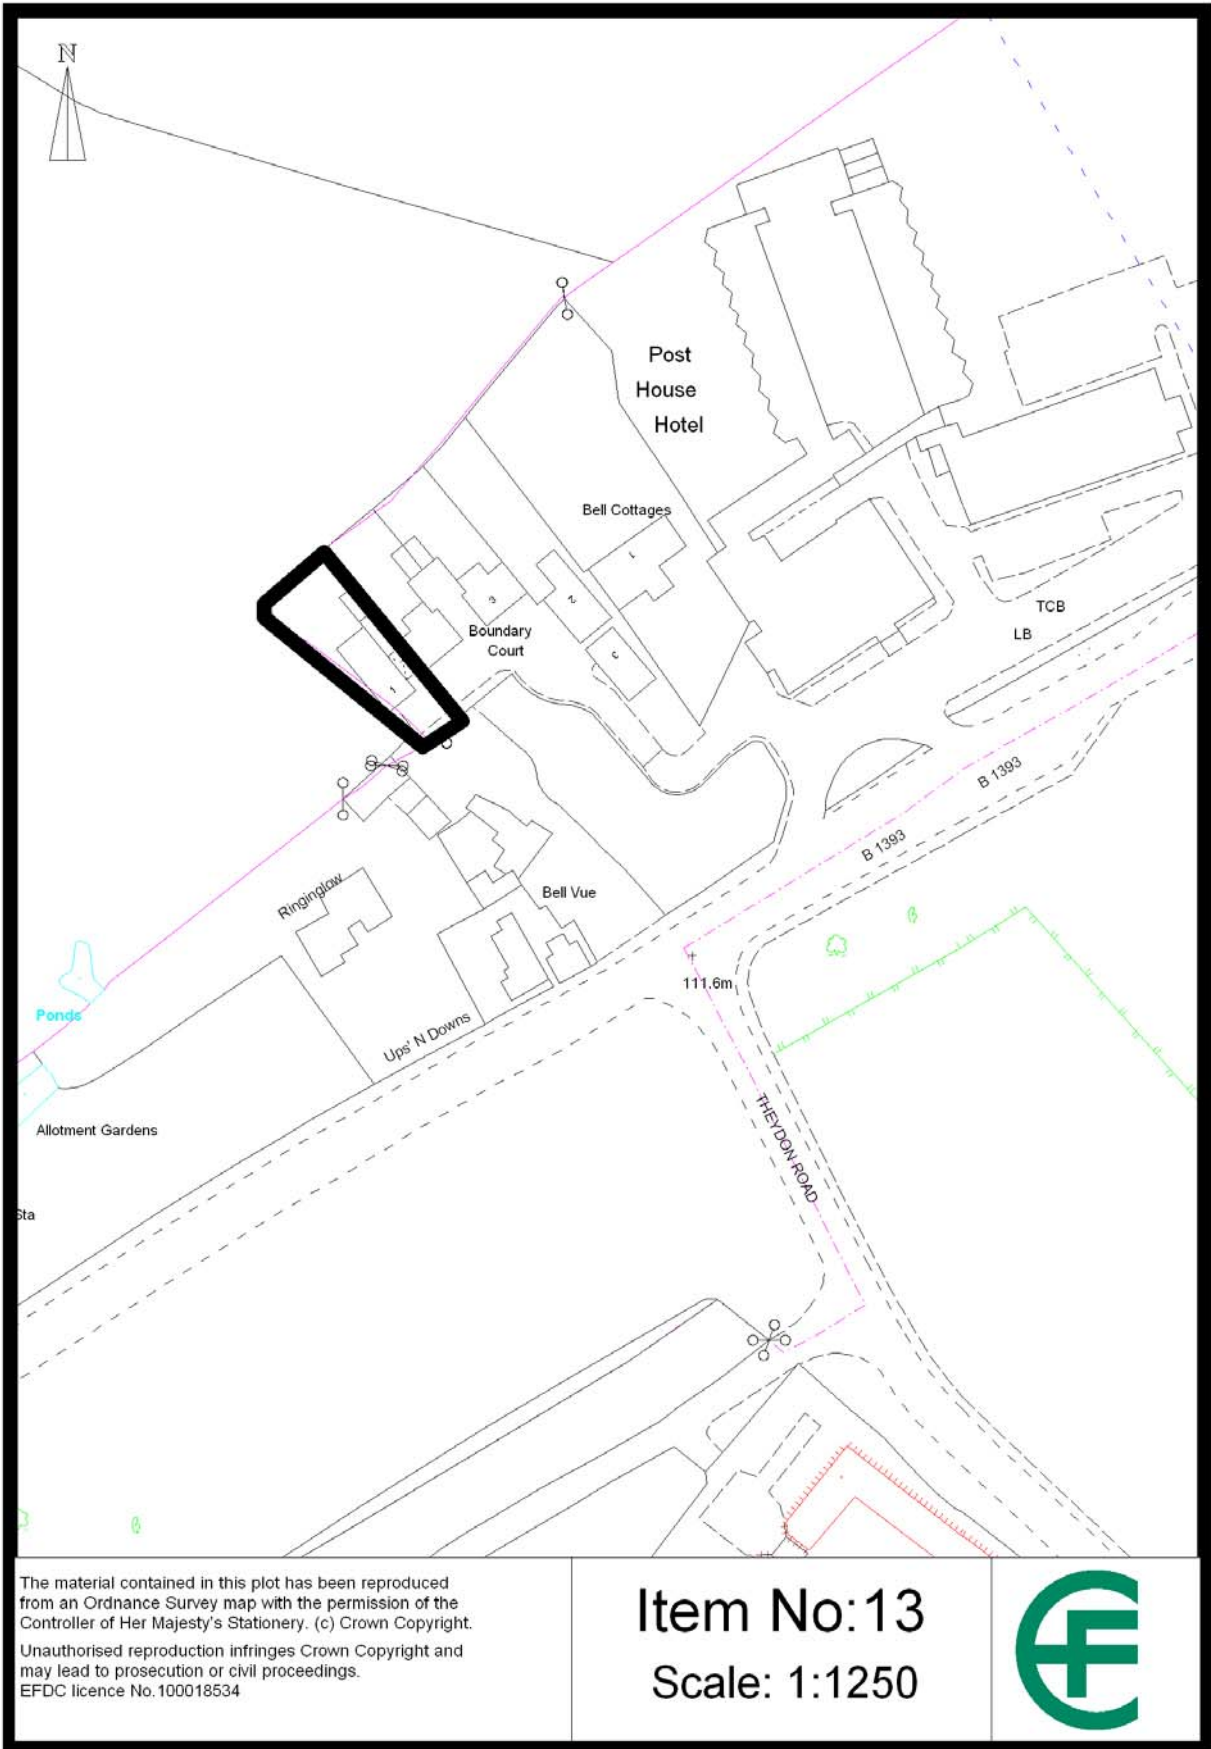 N
Post
House
Hotel
Bell Cottages
1
2
3
3
Boundary
Court
1
TCB
LB
B 1393
B 1393
Ringinglow
Bell Vue
111.6m
Ponds
Ups' N Downs
THEYDON ROAD
Allotment Gardens
Sta
The material contained in this plot has been reproduced
from an Ordnance Survey map with the permission of the
Controller of Her Majesty's Stationery. (c) Crown Copyright.
Unauthorised reproduction infringes Crown Copyright and
may lead to prosecution or civil proceedings.
EFDC licence No.100018534
Item No:13
Scale: 1:1250